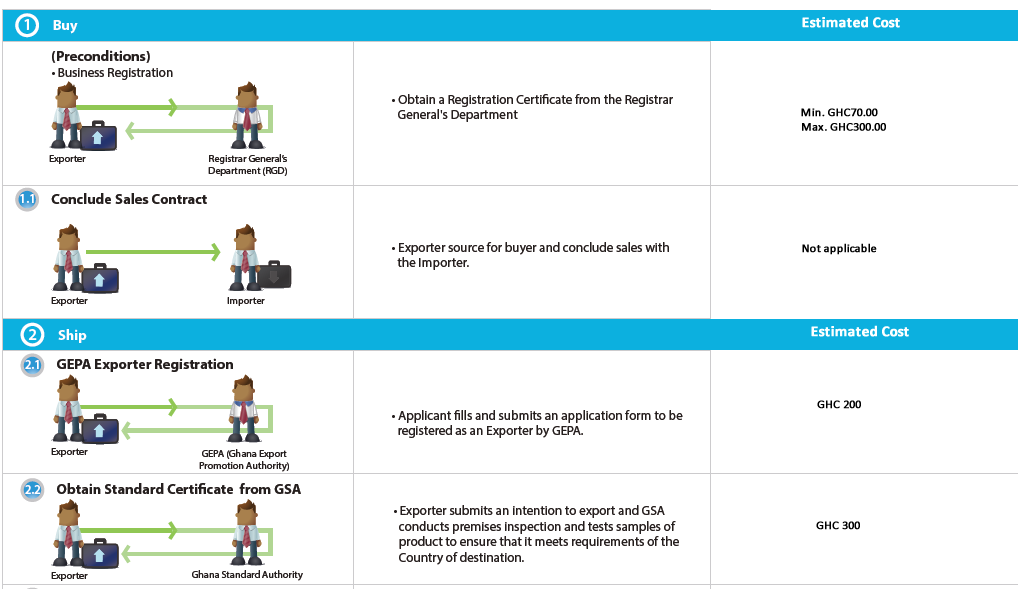 1 Buy Estimated Cost
(Preconditions)
• Business Registration
Exporter
Registrar General's
Department (RGD)
• Obtain a Registration Certificate from the Registrar
General's Department
Min. GHC70.00
Max. GHC300.00
1.1 Conclude Sales Contract
Exporter
Importer
• Exporter source for buyer and conclude sales with
the Importer.
Not applicable
2 Ship Estimated Cost
2.1 GEPA Exporter Registration
Exporter
GEPA (Ghana Export
Promotion Authority)
• Applicant fills and submits an application form to be
registered as an Exporter by GEPA.
GHC 200
2.2 Obtain Standard Certificate from GSA
Exporter
Ghana Standard Authority
• Exporter submits an intention to export and GSA
conducts premises inspection and tests samples of
product to ensure that it meets requirements of the
Country of destination.
GHC 300